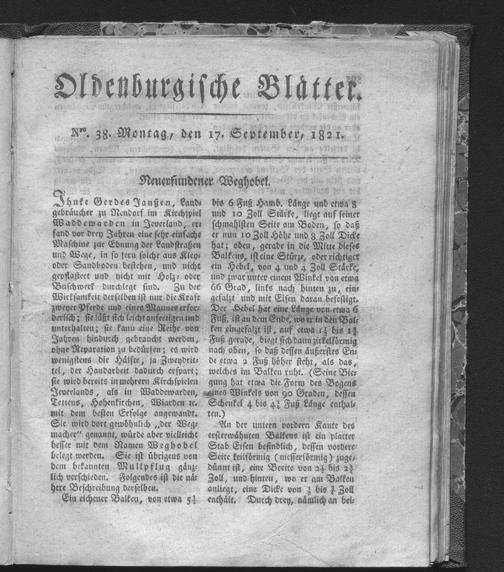 Oldenburgische Blätter.
Nro. 38. Montag, den 17. September, 1821.
Neuerfundener Weghobel.
Ihnke Gerdes Janßen, Land-
gebräucher zu Nendorf im Kirchspiel
Waddewarden in Jeverland, er-
fand vor drey Jahren eine sehr einfache
Maschine zur Ebnung der Landstraßen
und Wege, in so fern solche aus Kley-
oder Sandboden bestehen, und nicht
gepflastert und nicht mit Holz- oder
Buschwerk durchlegt sind. Zu der
Wirksamkeit derselben ist nur die Kraft
zweyer Pferde und eines Mannes erfor-
derlich; sie läßt sich leicht anfertigen und
unterhalten; sie kann eine Reihe von
Jahren hindurch gebraucht werden,
ohne Reparation zu bedürfen; es wird
wenigstens die Hälfte, ja Zweydrit-
tel, der Handarbeit dadurch erspart;
sie wird bereits in mehrern Kirchspielen
Jeverlands, als in Waddewarden,
Tettens, Hohenkirchen, Wiarden rc.
mit dem besten Erfolge angewandt.
Sie wird dort gewöhnlich „der Weg-
macher“ genannt, würde aber vielleicht
besser mit dem Namen Weghobel
belegt werden. Sie ist übrigens von
dem bekannten Mullpflug gänz-
lich verschieden. Folgendes ist die nä-
here Beschreibung derselben.
Ein eichener Balken, von etwa 5½
bis 6 Fuß Hamb. Länge und etwa 8
und 10 Zoll Stärke, liegt auf seiner
schmahlsten Seite am Boden, so daß
er nun 10 Zoll Höhe und 8 Zoll Dicke
hat; oben, gerade in die Mitte dieses
Balkens, ist eine Stürze, oder richtiger
ein Hebel, von 4 und 4 Zoll Stärke,
und zwar unter einem Winkel von etwa
66 Grad, links nach hinten zu, ein-
gefalzt und mit Eisen daran befestigt.
Der Hebel hat eine Länge von etwa 6
Fuß, ist an dem Ende, wo er in den Bal-
ken eingefalzt ist, auf etwa
Fuß gerade, biegt sich dann zirkelförmig
nach oben, so daß dessen äußerstes En-
de etwa 2 Fuß höher steht, als das,
welches im Balken ruht. (Seine Bie-
gung hat etwa die Form des Bogens
eines Winkels von 90 Graden, dessen
Schenkel 4 bis 4½ Fuß Länge enthal-
ten.)
An der untern vordern Kante des
ersterwähnten Balkens ist ein platter
Stab Eisen befindlich, dessen vordere
Seite keilförmig (messerförmig) zuge-
dünnt ist, eine Breite von 2½ bis 2¾
Zoll, und hinten, wo er am Balken
anliegt, eine Dicke von bis Zoll
enthält. Durch drey, nämlich an bei-